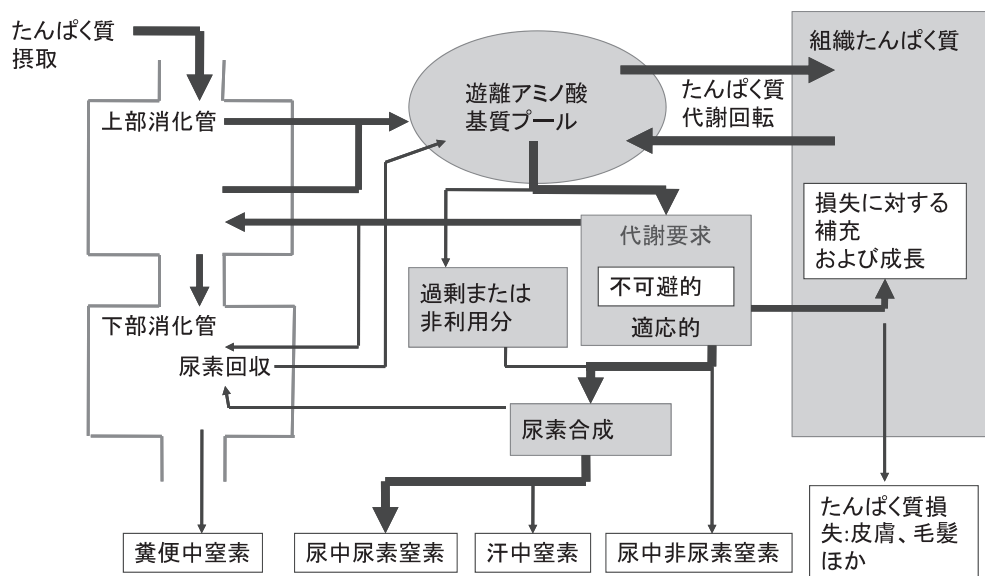 たんぱく質
摂取
上部消化管
遊離アミノ酸
基質プール
たんぱく質
代謝回転
組織たんぱく質
損失に対する
補充
および成長
代謝要求
不可避的
適応的
過剰または
非利用分
下部消化管
尿素回収
尿素合成
糞便中窒素
尿中尿素窒素
汗中窒素
尿中非尿素窒素
たんぱく質損
失:皮膚、毛髪
ほか